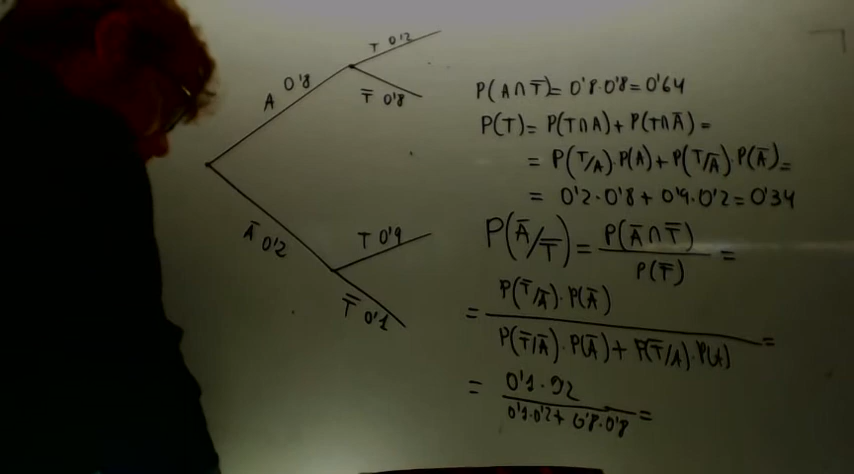 T 0'2
A 0'8
T̅ 0'8
A̅ 0'2
T 0'9
T̅ 0'1
P(A∩T̅)= 0'8·0'8=0'64
P(T)= P(T∩A)+P(T∩A̅)=
= P(T/A)·P(A)+P(T/A̅)·P(A̅)=
= 0'2·0'8+0'9·0'2=0'34
P(A̅/T̅)= P(A̅∩T̅)/P(T̅) =
= P(T̅/A̅)·P(A̅)
P(T̅/A̅)·P(A̅)+P(T̅/A)·P(A) =
= 0'1·0'2
0'1·0'2+0'8·0'8 =